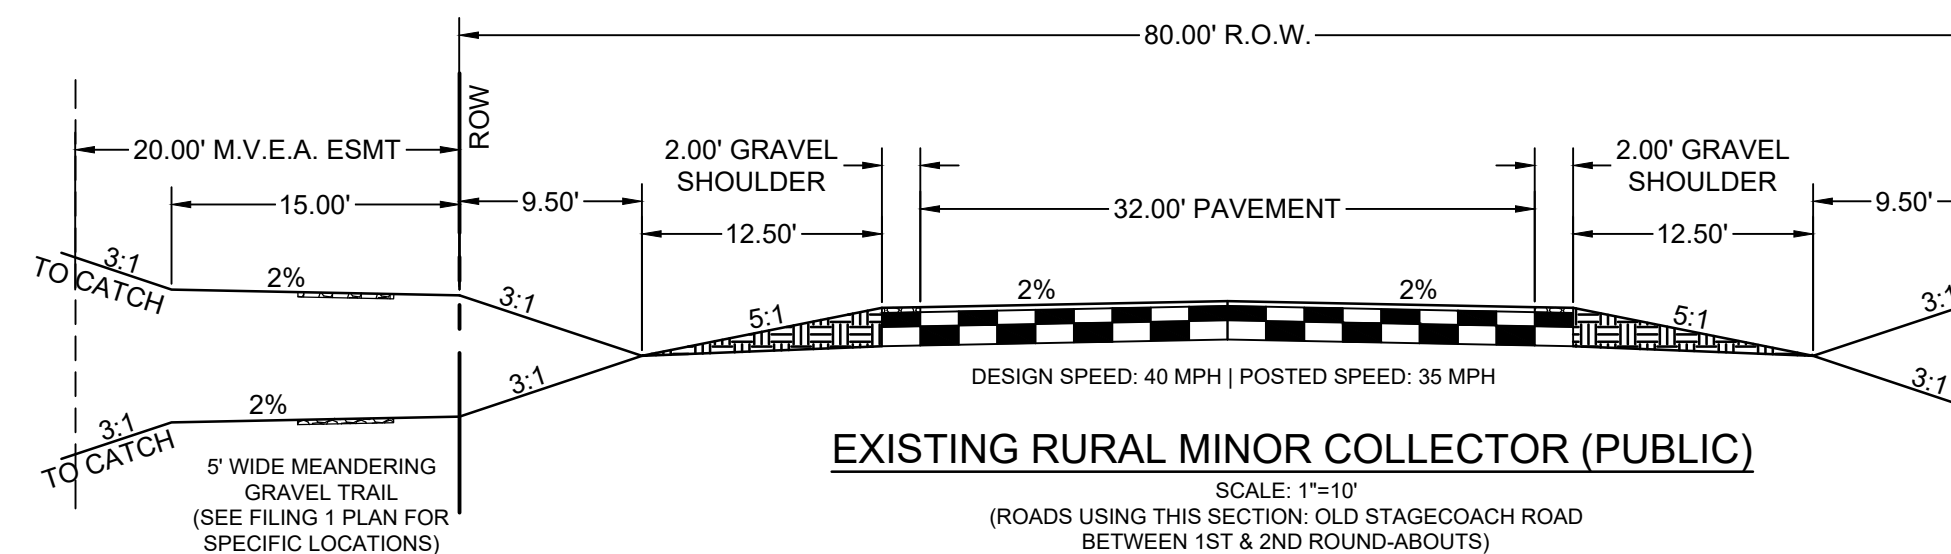 80.00' R.O.W.
ROW
20.00' M.V.E.A. ESMT
2.00' GRAVEL
SHOULDER
2.00' GRAVEL
SHOULDER
15.00'
9.50'
32.00' PAVEMENT
9.50'
12.50'
12.50'
3:1
TO CATCH
2%
3:1
5:1
2%
2%
5:1
3:1
3:1
TO CATCH
2%
3:1
3:1
DESIGN SPEED: 40 MPH | POSTED SPEED: 35 MPH
5' WIDE MEANDERING
GRAVEL TRAIL
(SEE FILING 1 PLAN FOR
SPECIFIC LOCATIONS)
EXISTING RURAL MINOR COLLECTOR (PUBLIC)
SCALE: 1"=10'
(ROADS USING THIS SECTION: OLD STAGECOACH ROAD
BETWEEN 1ST & 2ND ROUND-ABOUTS)